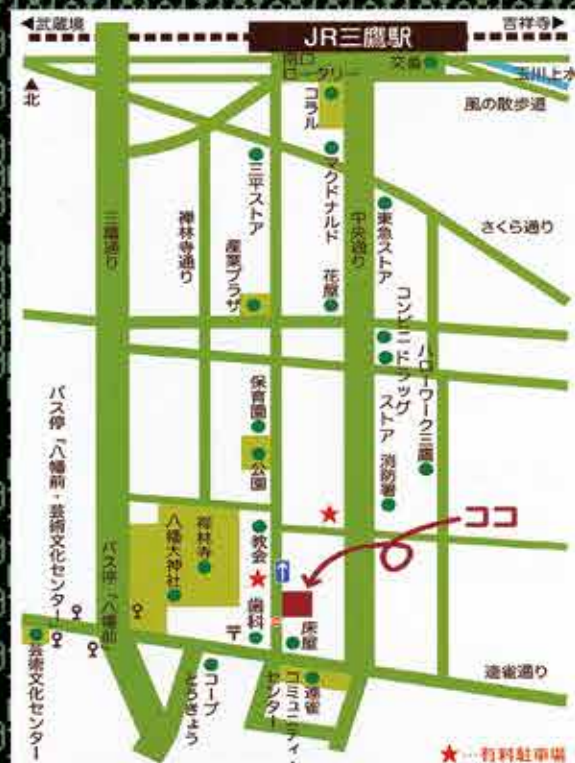 ◀武蔵境
JR三鷹駅
吉祥寺▶
南口
ロータリー
交番
玉川上水
▲
北
コラル
風の散歩道
三鷹通り
禅林寺通り
三平ストア
マクドナルド
中央通り
東急ストア
さくら通り
産業プラザ
花屋
コンビニ
ドラッグ
ストア
ハローワーク三鷹
バス停「八幡前・芸術文化センター」
保育園
公園
消防署
バス停「八幡前」
八幡大神社
禅林寺
教会
★
★
ココ
歯科
〒
床屋
連雀通り
芸術文化センター
コープ
とうきょう
連雀
コミュニティ・
センター
★…有料駐車場